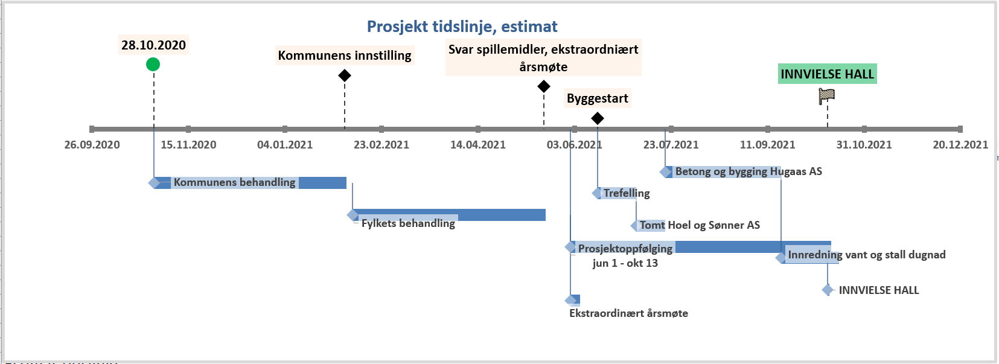 Prosjekt tidslinje, estimat
28.10.2020
Kommunens innstilling
Svar spillemidler, ekstraordniært
årsmøte
Byggestart
INNVIELSE HALL
26.09.2020
15.11.2020
04.01.2021
23.02.2021
14.04.2021
03.06.2021
23.07.2021
11.09.2021
31.10.2021
20.12.2021
Betong og bygging Hugaas AS
Kommunens behandling
Trefelling
Fylkets behandling
Tomt Hoel og Sønner AS
Prosjektoppfølging
jun 1 - okt 13
Innredning vant og stall dugnad
INNVIELSE HALL
Ekstraordinært årsmøte